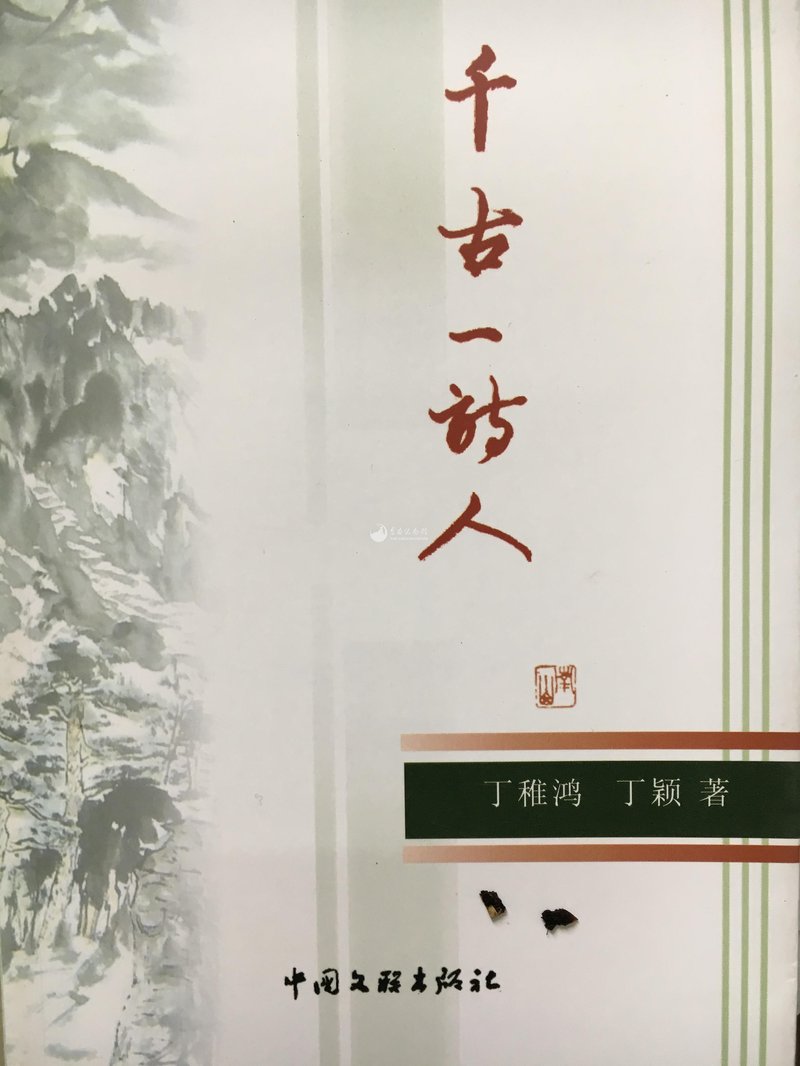 千古一诗人
丁稚鸿 丁颖 著
中国文联出版社